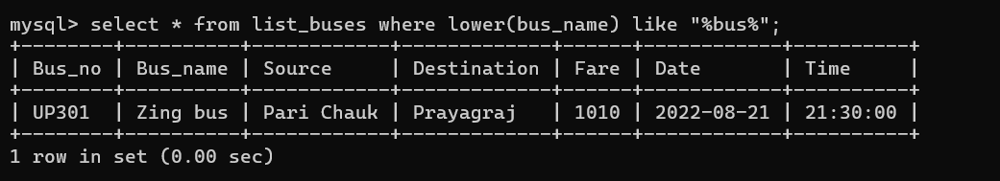 mysql> select * from list_buses where lower(bus_name) like "%bus%";
+--------+----------+------------+-------------+------+------------+----------+
| Bus_no | Bus_name | Source     | Destination | Fare | Date       | Time     |
+--------+----------+------------+-------------+------+------------+----------+
| UP301  | Zing bus | Pari Chauk | Prayagraj   | 1010 | 2022-08-21 | 21:30:00 |
+--------+----------+------------+-------------+------+------------+----------+
1 row in set (0.00 sec)